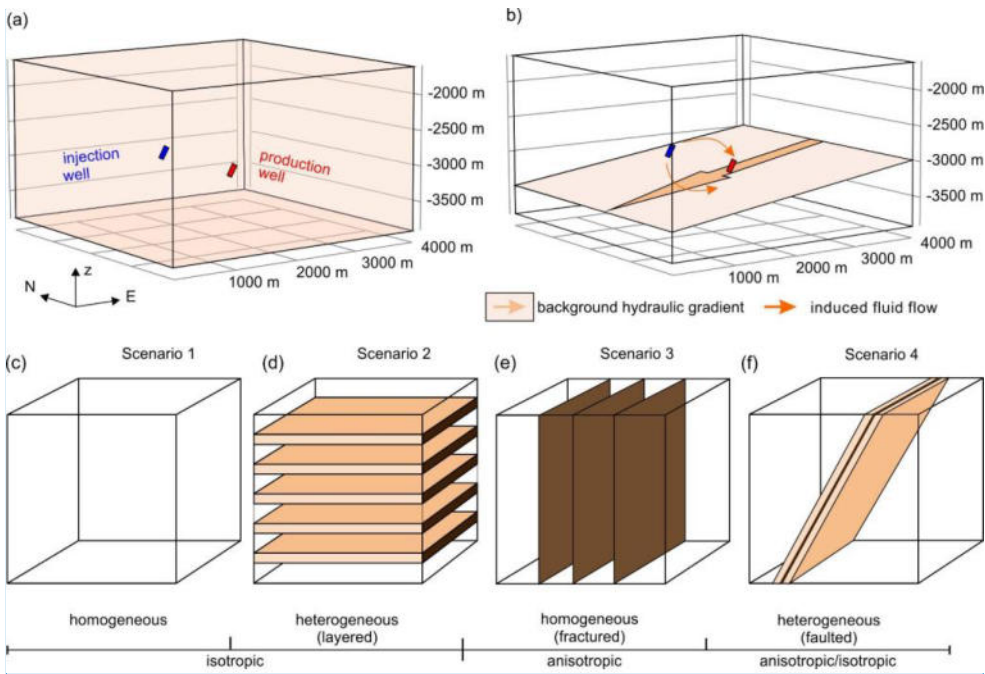 (a)
injection
well
production
well
-2000 m
-2500 m
-3000 m
-3500 m
4000 m
3000 m
2000 m
1000 m
N
z
E
b)
-2000 m
-2500 m
-3000 m
-3500 m
4000 m
3000 m
2000 m
1000 m
background hydraulic gradient
induced fluid flow
(c)
Scenario 1
(d)
Scenario 2
(e)
Scenario 3
(f)
Scenario 4
homogeneous
heterogeneous
(layered)
homogeneous
(fractured)
heterogeneous
(faulted)
isotropic
anisotropic
anisotropic/isotropic